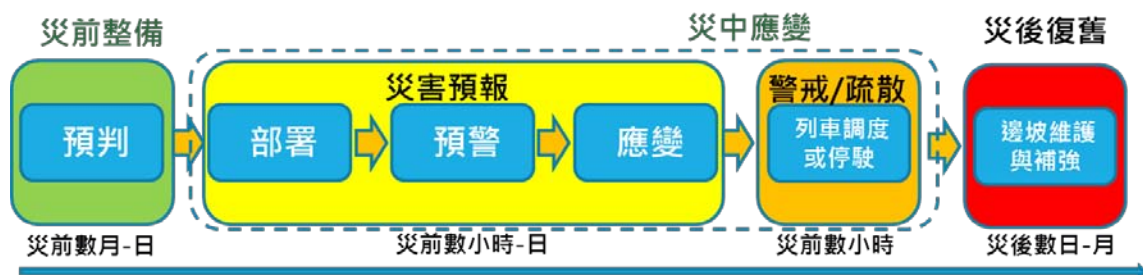 災前整備
災中應變
災後復舊
災害預報
警戒/疏散
預判
部署
預警
應變
列車調度
或停駛
邊坡維護
與補強
災前數月-日
災前數小時-日
災前數小時
災後數日-月